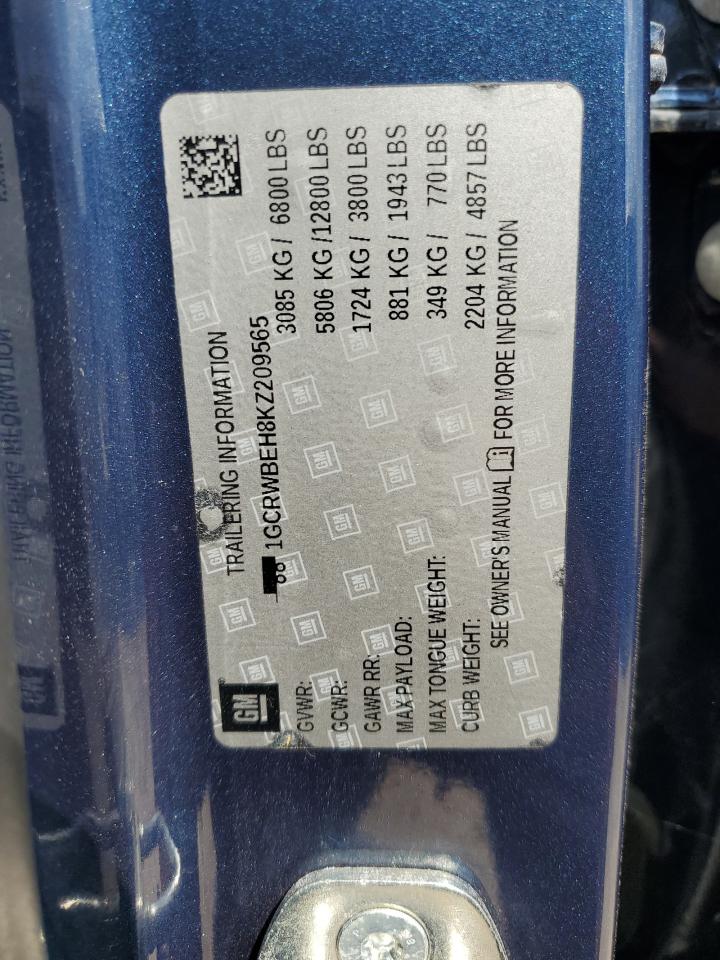 GM
TRAILERING INFORMATION
1GCRWBEH8KZ209565
GVWR: 3085 KG / 6800 LBS
GCWR: 5806 KG /12800 LBS
GAWR RR: 1724 KG / 3800 LBS
MAX PAYLOAD: 881 KG / 1943 LBS
MAX TONGUE WEIGHT: 349 KG / 770 LBS
CURB WEIGHT: 2204 KG / 4857 LBS
SEE OWNER'S MANUAL FOR MORE INFORMATION